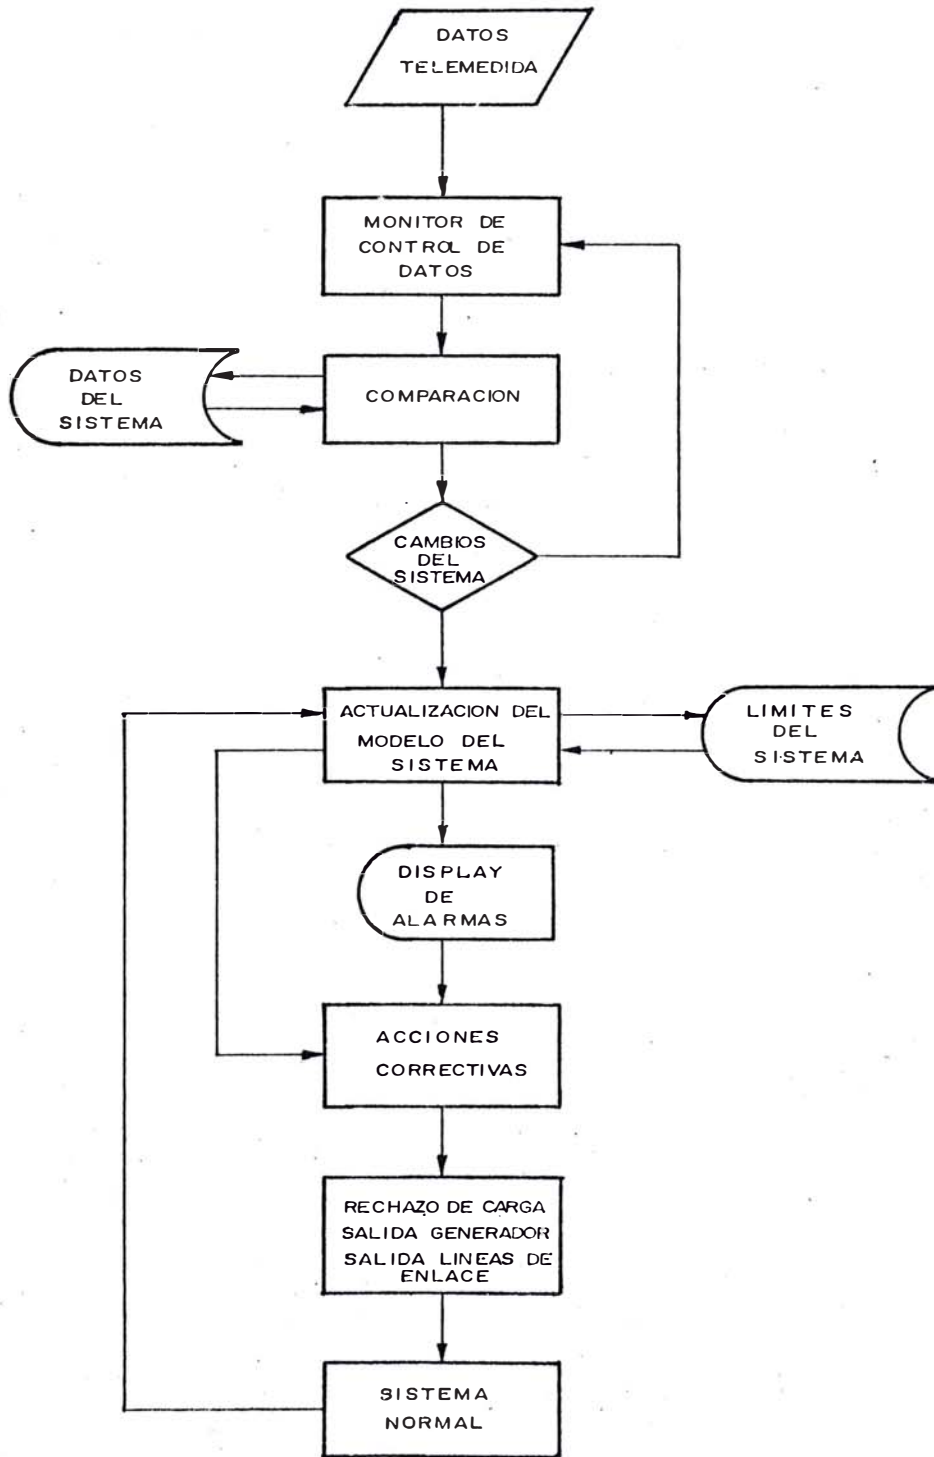 DATOS
TELEMEDIDA
MONITOR DE
CONTROL DE
DATOS
DATOS
DEL
SISTEMA
COMPARACION
CAMBIOS
DEL
SISTEMA
ACTUALIZACION DEL
MODELO DEL
SISTEMA
LIMITES
DEL
SISTEMA
DISPLAY
DE
ALARMAS
ACCIONES
CORRECTIVAS
RECHAZO DE CARGA
SALIDA GENERADOR
SALIDA LINEAS DE
ENLACE
SISTEMA
NORMAL